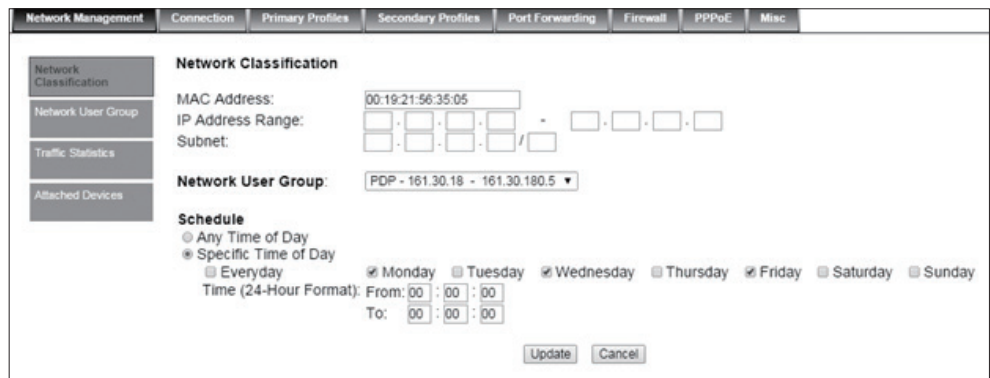 Network Management Connection Primary Profiles Secondary Profiles Port Forwarding Firewall PPPoE Misc
Network Classification
Network User Group
Traffic Statistics
Attached Devices
Network Classification
MAC Address: 00:19:21:56:35:05
IP Address Range: . . . - . . .
Subnet: . . . /
Network User Group: PDP - 161.30.18 - 161.30.180.5
Schedule
Any Time of Day
Specific Time of Day
Everyday Monday Tuesday Wednesday Thursday Friday Saturday Sunday
Time (24-Hour Format): From: 00 : 00 : 00
To: 00 : 00 : 00
Update Cancel